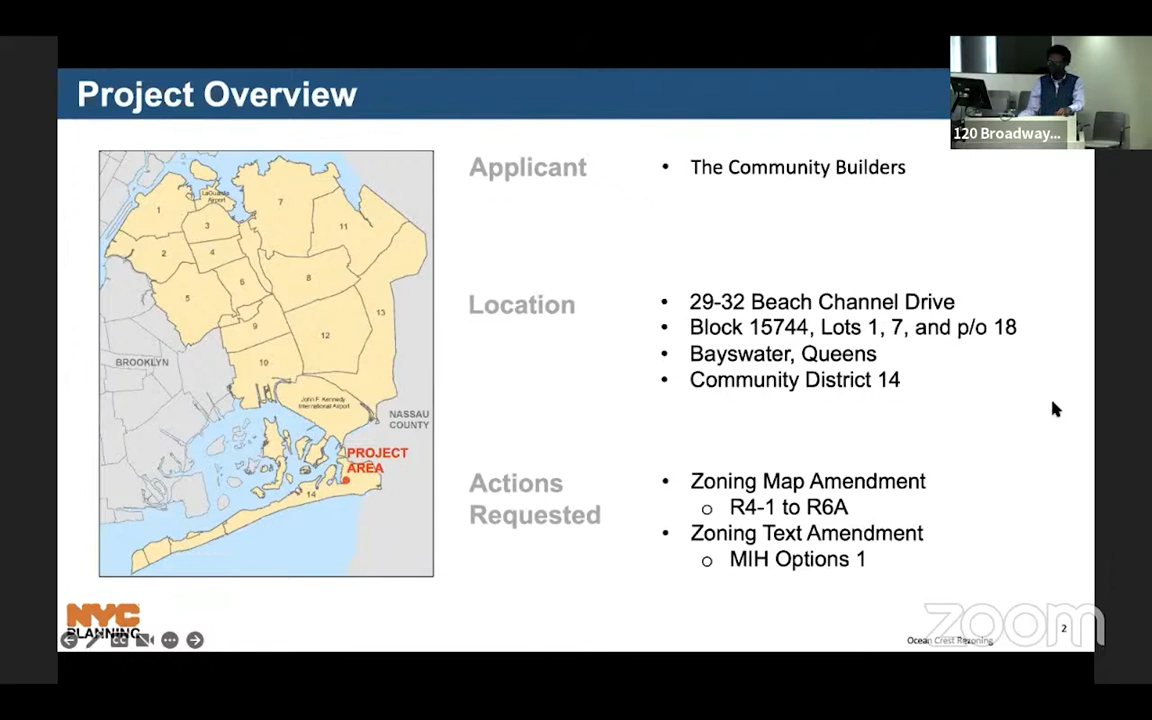 Project Overview
120 Broadway...
Applicant
• The Community Builders
Location
• 29-32 Beach Channel Drive
• Block 15744, Lots 1, 7, and p/o 18
• Bayswater, Queens
• Community District 14
Actions
Requested
• Zoning Map Amendment
o R4-1 to R6A
• Zoning Text Amendment
o MIH Options 1
LaGuardia
Airport
1
7
3
11
2
4
8
6
5
13
9
12
10
BROOKLYN
John F. Kennedy
International Airport
NASSAU
COUNTY
PROJECT
AREA
14
NYC
PLANNING
CC
zoom
2
Ocean Crest Rezoning